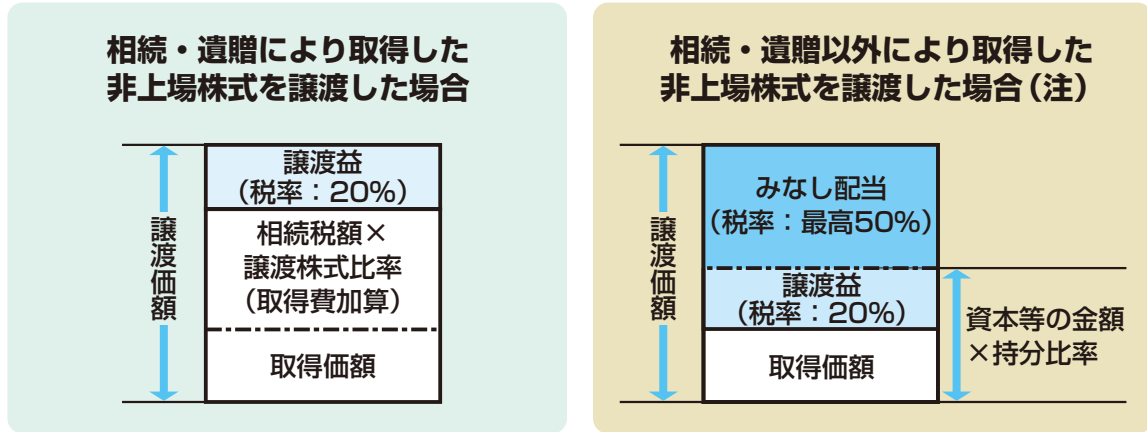 相続・遺贈により取得した
非上場株式を譲渡した場合
譲渡価額
譲渡益
（税率：20%）
相続税額×
譲渡株式比率
（取得費加算）
取得価額
相続・遺贈以外により取得した
非上場株式を譲渡した場合（注）
譲渡価額
みなし配当
（税率：最高50%）
譲渡益
（税率：20%）
取得価額
資本等の金額
×持分比率